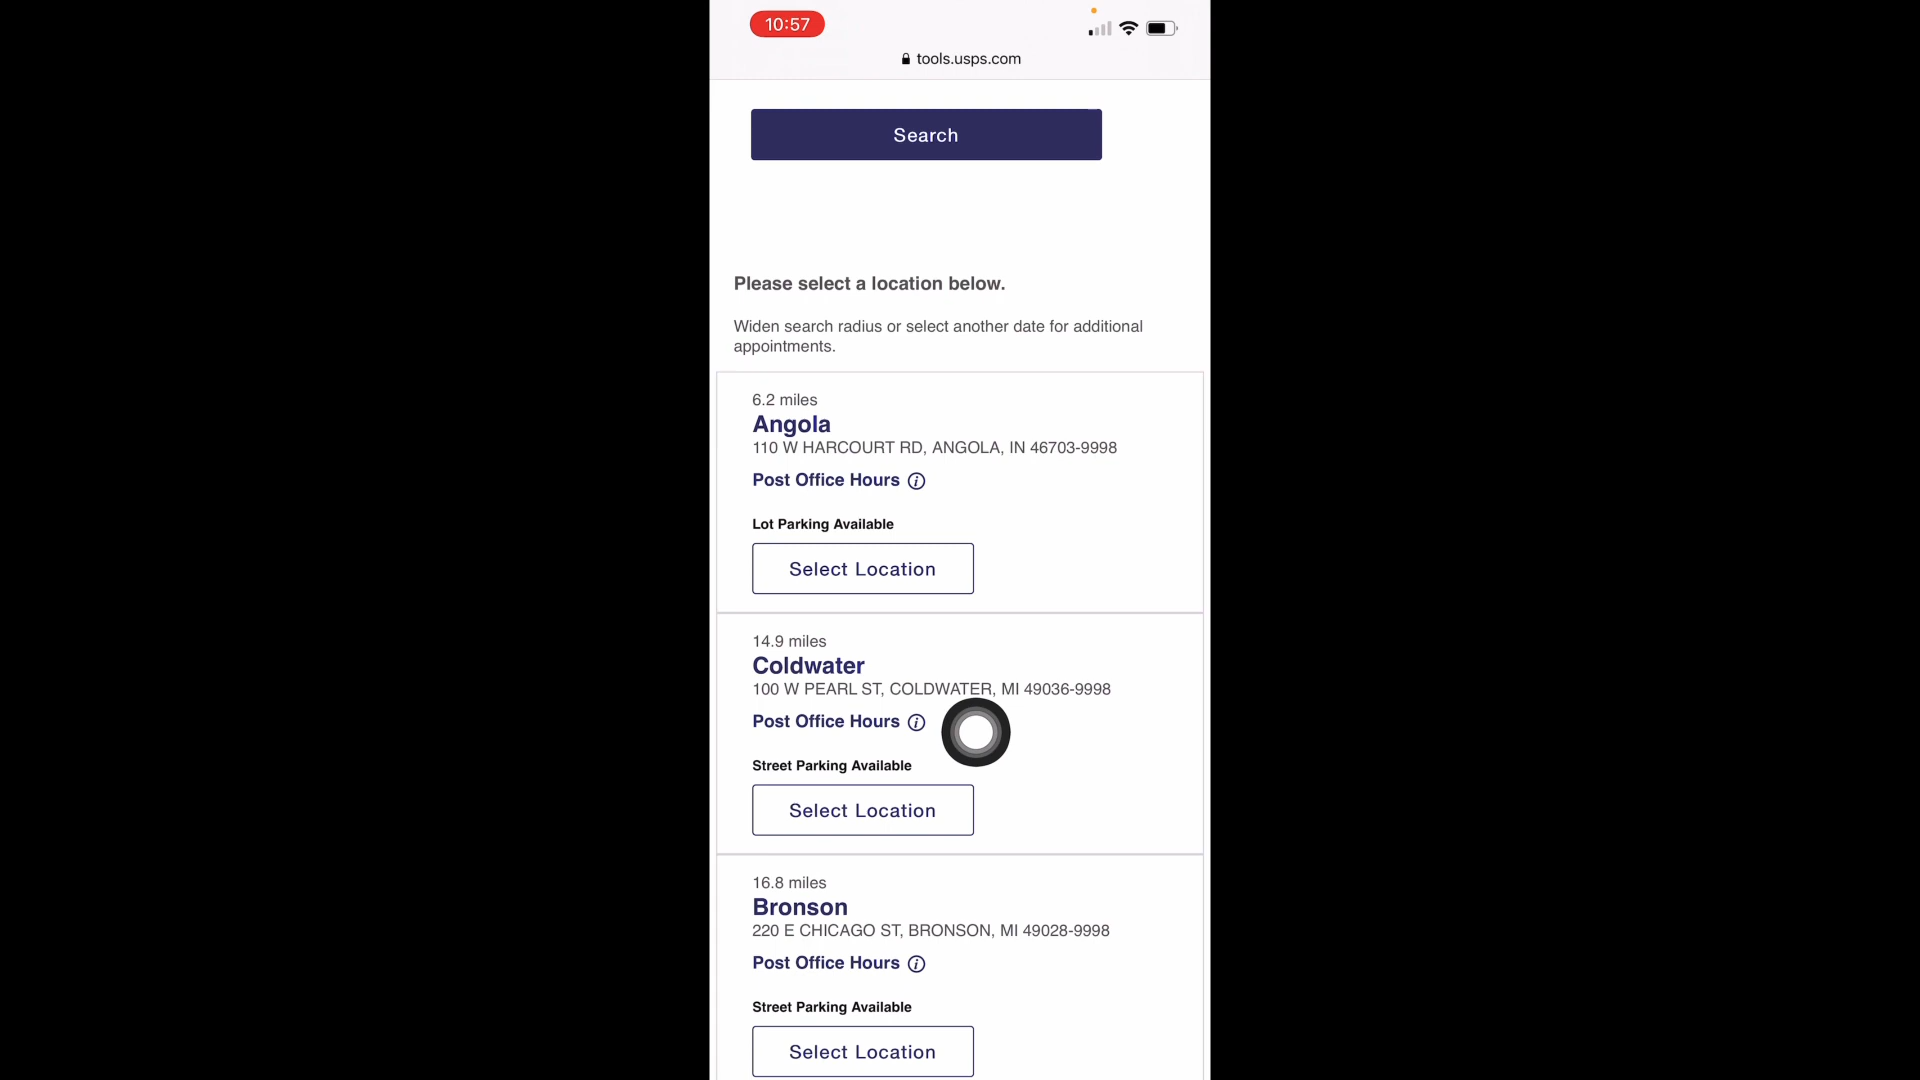 10:57
tools.usps.com
Search
Please select a location below.
Widen search radius or select another date for additional
appointments.
6.2 miles
Angola
110 W HARCOURT RD, ANGOLA, IN 46703-9998
Post Office Hours
Lot Parking Available
Select Location
14.9 miles
Coldwater
100 W PEARL ST, COLDWATER, MI 49036-9998
Post Office Hours
Street Parking Available
Select Location
16.8 miles
Bronson
220 E CHICAGO ST, BRONSON, MI 49028-9998
Post Office Hours
Street Parking Available
Select Location